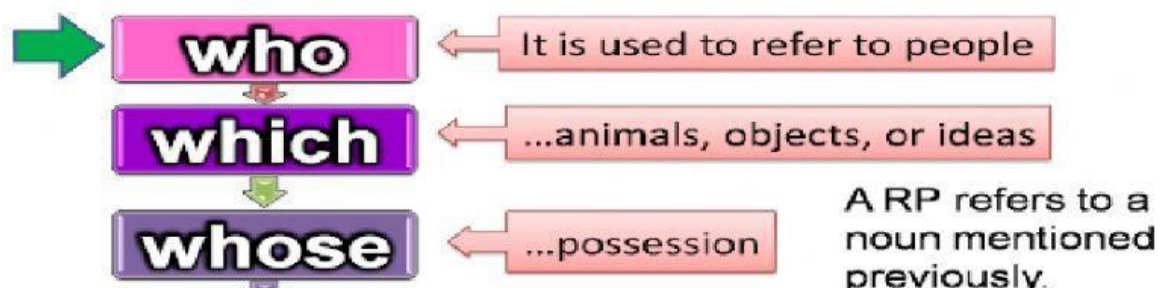 who
It is used to refer to people
which
...animals, objects, or ideas
whose
...possession
A RP refers to a
noun mentioned
previously.